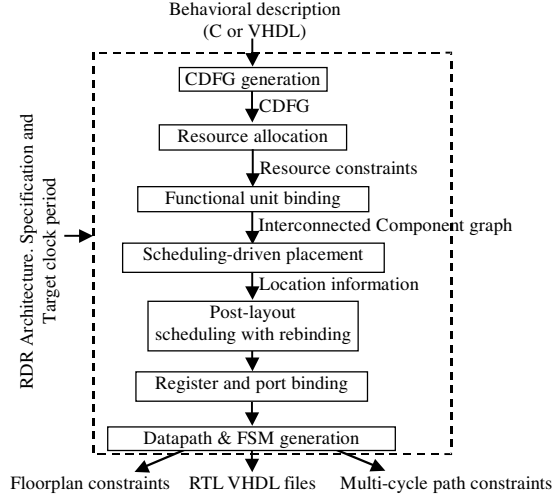 Behavioral description
(C or VHDL)
CDFG generation
CDFG
Resource allocation
Resource constraints
Functional unit binding
Interconnected Component graph
Scheduling-driven placement
Location information
Post-layout
scheduling with rebinding
Register and port binding
Datapath & FSM generation
Floorplan constraints
RTL VHDL files
Multi-cycle path constraints
RDR Architecture. Specification and
Target clock period